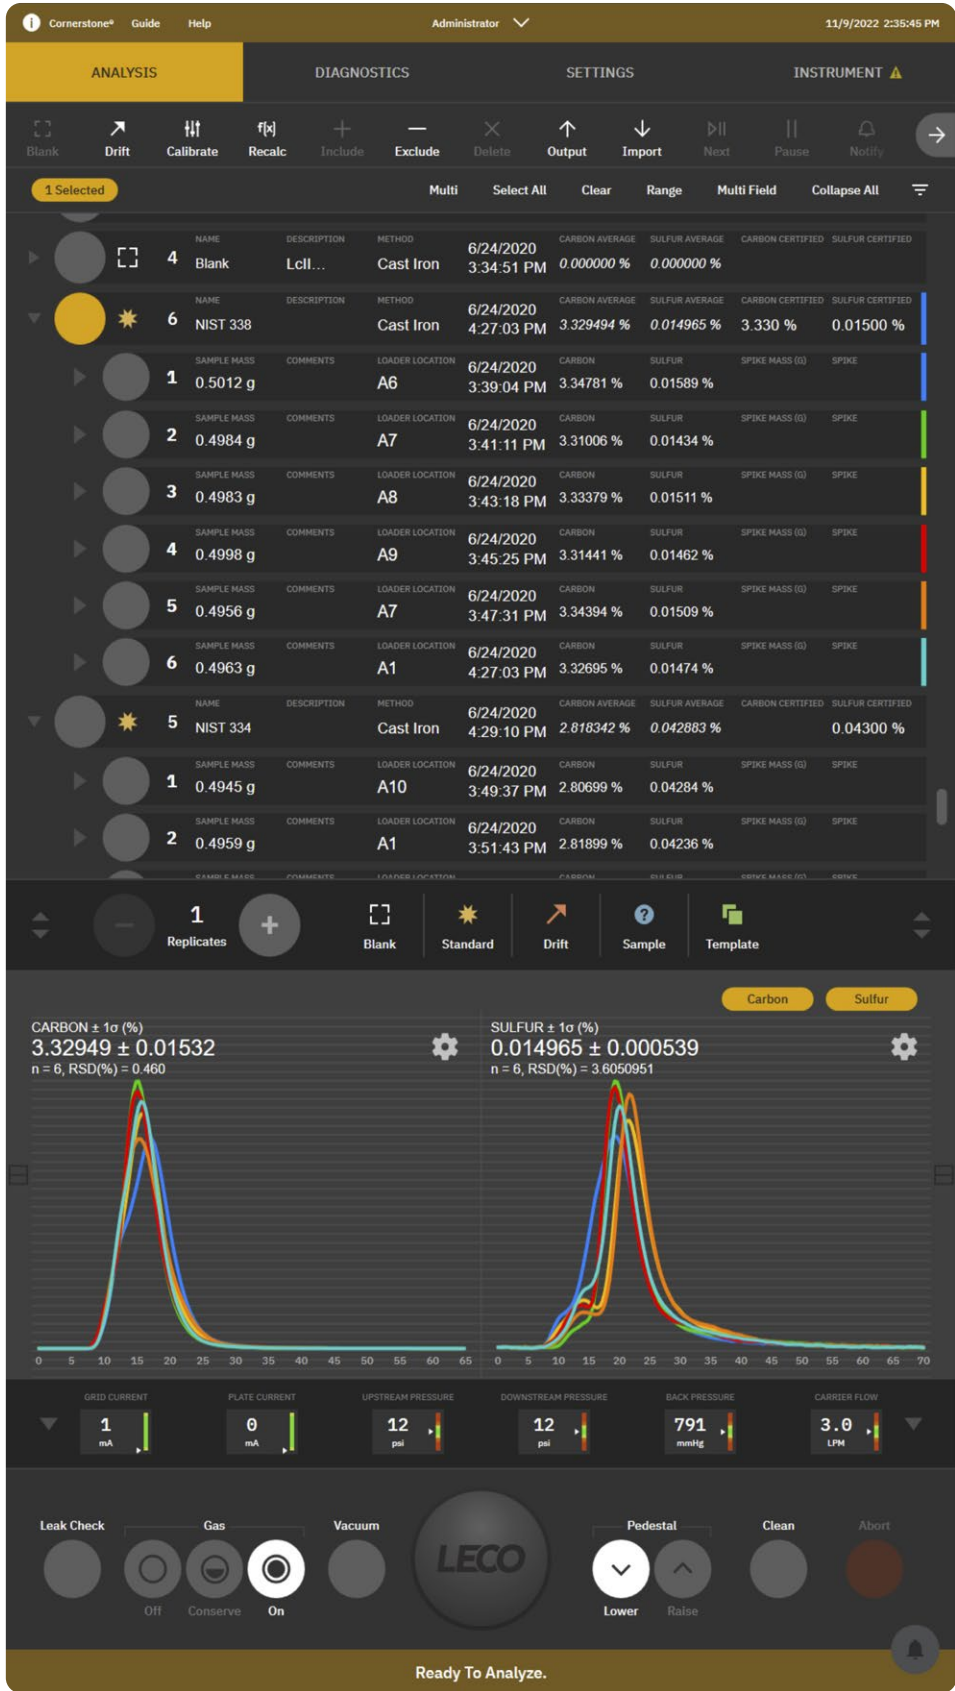 Cornerstone® Guide Help Administrator 11/9/2022 2:35:45 PM
ANALYSIS DIAGNOSTICS SETTINGS INSTRUMENT
Blank Drift Calibrate f(x) Recalc Include Exclude Delete Output Import Next Pause Notify
1 Selected Multi Select All Clear Range Multi Field Collapse All
NAME DESCRIPTION METHOD CARBON AVERAGE SULFUR AVERAGE CARBON CERTIFIED SULFUR CERTIFIED
4 Blank Lcll... Cast Iron 6/24/2020 3:34:51 PM 0.000000 % 0.000000 %
NAME DESCRIPTION METHOD CARBON AVERAGE SULFUR AVERAGE CARBON CERTIFIED SULFUR CERTIFIED
6 NIST 338 Cast Iron 6/24/2020 4:27:03 PM 3.329494 % 0.014965 % 3.330 % 0.01500 %
SAMPLE MASS COMMENTS LOADER LOCATION CARBON SULFUR SPIKE MASS (G) SPIKE
1 0.5012 g A6 6/24/2020 3:39:04 PM 3.34781 % 0.01589 %
SAMPLE MASS COMMENTS LOADER LOCATION CARBON SULFUR SPIKE MASS (G) SPIKE
2 0.4984 g A7 6/24/2020 3:41:11 PM 3.31006 % 0.01434 %
SAMPLE MASS COMMENTS LOADER LOCATION CARBON SULFUR SPIKE MASS (G) SPIKE
3 0.4983 g A8 6/24/2020 3:43:18 PM 3.33379 % 0.01511 %
SAMPLE MASS COMMENTS LOADER LOCATION CARBON SULFUR SPIKE MASS (G) SPIKE
4 0.4998 g A9 6/24/2020 3:45:25 PM 3.31441 % 0.01462 %
SAMPLE MASS COMMENTS LOADER LOCATION CARBON SULFUR SPIKE MASS (G) SPIKE
5 0.4956 g A7 6/24/2020 3:47:31 PM 3.34394 % 0.01509 %
SAMPLE MASS COMMENTS LOADER LOCATION CARBON SULFUR SPIKE MASS (G) SPIKE
6 0.4963 g A1 6/24/2020 4:27:03 PM 3.32695 % 0.01474 %
NAME DESCRIPTION METHOD CARBON AVERAGE SULFUR AVERAGE CARBON CERTIFIED SULFUR CERTIFIED
5 NIST 334 Cast Iron 6/24/2020 4:29:10 PM 2.818342 % 0.042883 % 0.04300 %
SAMPLE MASS COMMENTS LOADER LOCATION CARBON SULFUR SPIKE MASS (G) SPIKE
1 0.4945 g A10 6/24/2020 3:49:37 PM 2.80699 % 0.04284 %
SAMPLE MASS COMMENTS LOADER LOCATION CARBON SULFUR SPIKE MASS (G) SPIKE
2 0.4959 g A1 6/24/2020 3:51:43 PM 2.81899 % 0.04236 %
SAMPLE MASS COMMENTS LOADER LOCATION CARBON SULFUR SPIKE MASS (G) SPIKE
1 Replicates Blank Standard Drift Sample Template
Carbon Sulfur
CARBON ± 1σ (%) SULFUR ± 1σ (%)
3.32949 ± 0.01532 0.014965 ± 0.000539
n = 6, RSD(%) = 0.460 n = 6, RSD(%) = 3.6050951
0 5 10 15 20 25 30 35 40 45 50 55 60 65 0 5 10 15 20 25 30 35 40 45 50 55 60 65 70
GRID CURRENT PLATE CURRENT UPSTREAM PRESSURE DOWNSTREAM PRESSURE BACK PRESSURE CARRIER FLOW
1 0 12 12 791 3.0
mA mA psi psi mmHg LPM
Leak Check Gas Vacuum Pedestal Clean Abort
LECO
Off Conserve On Lower Raise
Ready To Analyze.